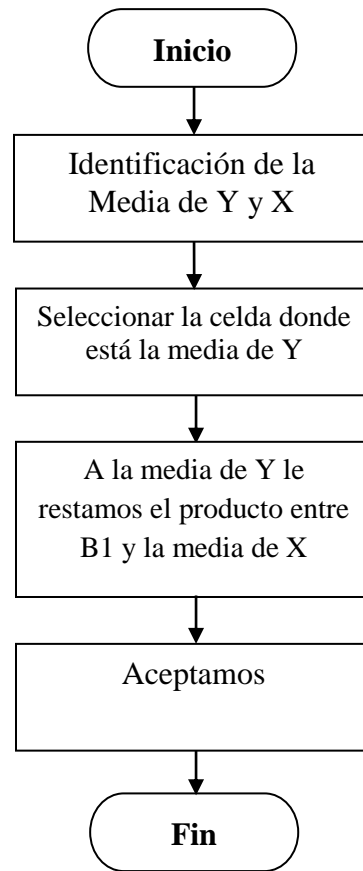 Inicio
Identificación de la
Media de Y y X
Seleccionar la celda donde
está la media de Y
A la media de Y le
restamos el producto entre
B1 y la media de X
Aceptamos
Fin